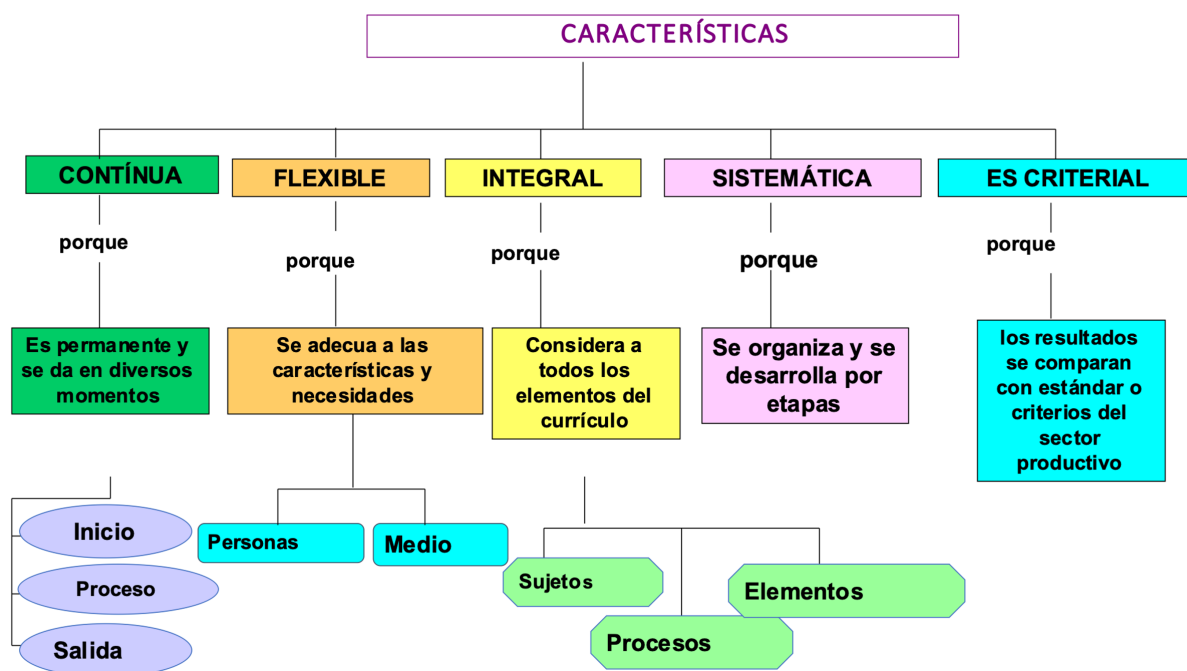 CARACTERÍSTICAS
CONTÍNUA
FLEXIBLE
INTEGRAL
SISTEMÁTICA
ES CRITERIAL
porque
porque
porque
porque
porque
Es permanente y
se da en diversos
momentos
Se adecua a las
características y
necesidades
Considera a
todos los
elementos del
currículo
Se organiza y se
desarrolla por
etapas
los resultados
se comparan
con estándar o
criterios del
sector
productivo
Inicio
Proceso
Salida
Personas
Medio
Sujetos
Procesos
Elementos